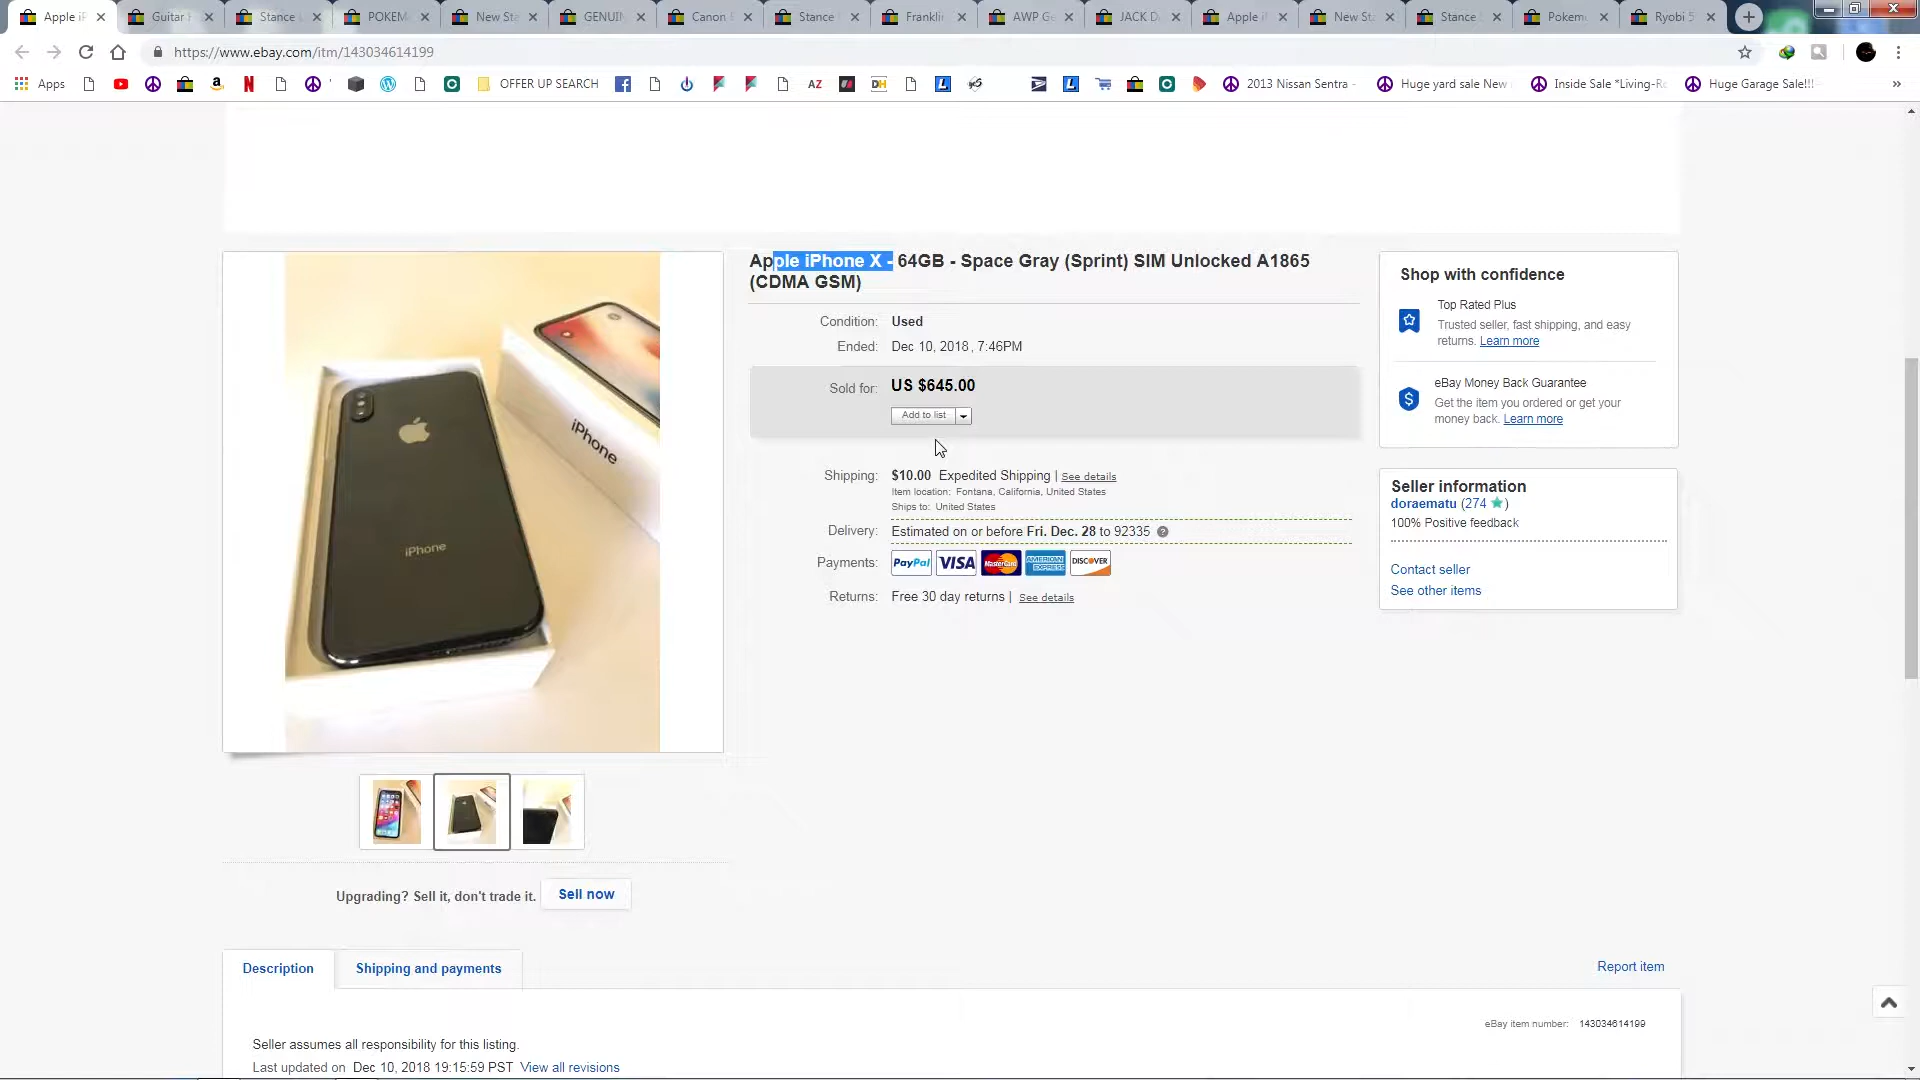 Apple iP
Guitar H
Stance
POKEM
New Sta
GENUIN
Canon
Stance
Franklin
AWP Ge
JACK D
Apple i
New St
Stance
Pokem
Ryobi
https://www.ebay.com/itm/143034614199
Apps
OFFER UP SEARCH
AZ
DH
2013 Nissan Sentra -
Huge yard sale New
Inside Sale *Living-Ro
Huge Garage Sale!!!
Apple iPhone X - 64GB - Space Gray (Sprint) SIM Unlocked A1865
(CDMA GSM)
Condition: Used
Ended: Dec 10, 2018 , 7:46PM
Sold for: US $645.00
Add to list
Shipping: $10.00 Expedited Shipping | See details
Item location: Fontana, California, United States
Ships to: United States
Delivery: Estimated on or before Fri. Dec. 28 to 92335
Payments: PayPal VISA MasterCard AMERICAN EXPRESS DISCOVER
Returns: Free 30 day returns | See details
Shop with confidence
Top Rated Plus
Trusted seller, fast shipping, and easy
returns. Learn more
eBay Money Back Guarantee
Get the item you ordered or get your
money back. Learn more
Seller information
doraematu (274)
100% Positive feedback
Contact seller
See other items
iPhone
iPhone
Upgrading? Sell it, don't trade it. Sell now
Description
Shipping and payments
Report item
eBay item number: 143034614199
Seller assumes all responsibility for this listing.
Last updated on Dec 10, 2018 19:15:59 PST View all revisions